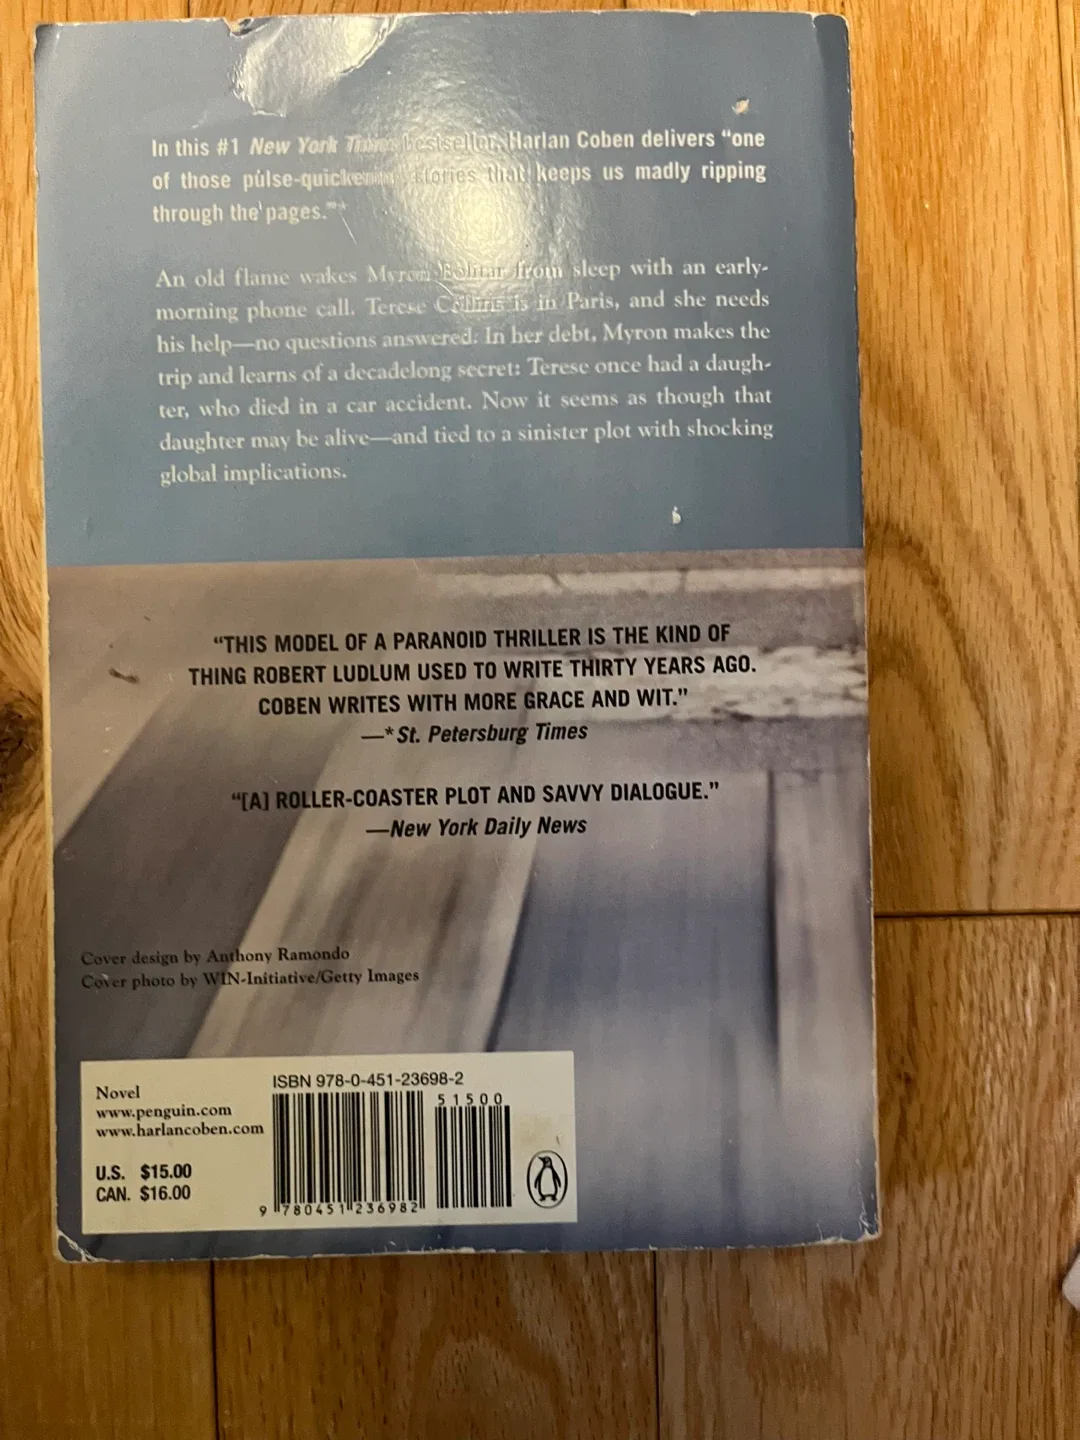 In this #1 New York Times bestseller, Harlan Coben delivers “one
of those pulse-quickening stories that keeps us madly ripping
through the pages.”*
An old flame wakes Myron Bolitar from sleep with an early-
morning phone call. Terese Collins is in Paris, and she needs
his help—no questions answered. In her debt, Myron makes the
trip and learns of a decadelong secret: Terese once had a daugh-
ter, who died in a car accident. Now it seems as though that
daughter may be alive—and tied to a sinister plot with shocking
global implications.
“THIS MODEL OF A PARANOID THRILLER IS THE KIND OF
THING ROBERT LUDLUM USED TO WRITE THIRTY YEARS AGO.
COBEN WRITES WITH MORE GRACE AND WIT.”
—*St. Petersburg Times
“[A] ROLLER-COASTER PLOT AND SAVVY DIALOGUE.”
—New York Daily News
Cover design by Anthony Ramondo
Cover photo by WIN-Initiative/Getty Images
Novel
www.penguin.com
www.harlancoben.com
U.S. $15.00
CAN. $16.00
ISBN 978-0-451-23698-2
51500
9 780451 236982